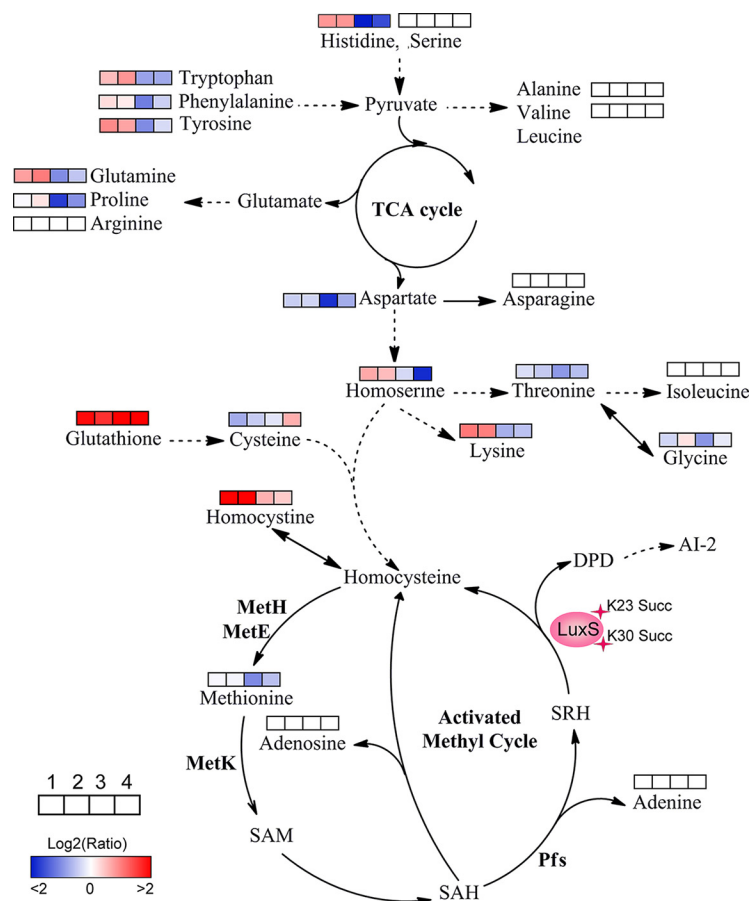 Histidine, Serine
Tryptophan
Phenylalanine
Tyrosine
Pyruvate
Alanine
Valine
Leucine
Glutamine
Proline
Arginine
Glutamate
TCA cycle
Aspartate
Asparagine
Homoserine
Threonine
Isoleucine
Glutathione
Cysteine
Lysine
Glycine
Homocystine
Homocysteine
DPD
AI-2
MetH
MetE
LuxS
K23 Succ
K30 Succ
Methionine
Adenosine
Activated
Methyl Cycle
SRH
MetK
Adenine
1 2 3 4
Log2(Ratio)
<2 0 >2
SAM
Pfs
SAH